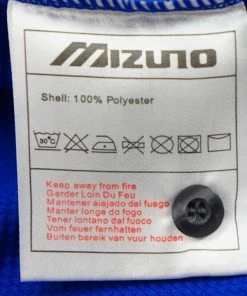 MIZUNO
Shell: 100% Polyester
30°C
Keep away from fire
Garder Loin Du Feu
Mantener alejado del fuego
Manter longe do fogo
Tener lontano dal fuoco
Vom feuer fernhatten
Buiten bereik van vuur houden